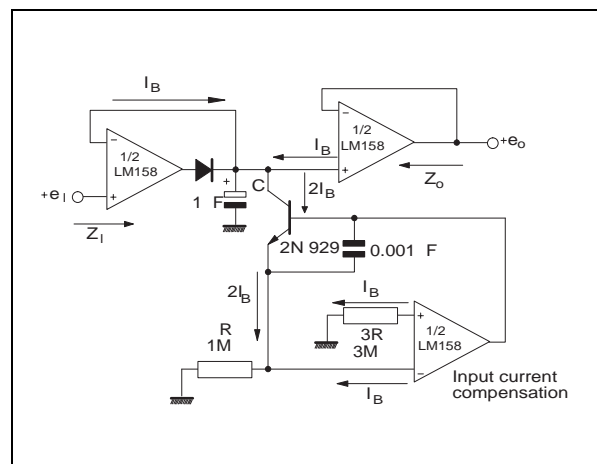 I_B
1/2
LM158
+e_I
Z_I
1 F
+
C
I_B
1/2
LM158
+e_o
Z_o
2I_B
2N 929
0.001 F
2I_B
R
1M
I_B
3R
3M
1/2
LM158
I_B
Input current
compensation